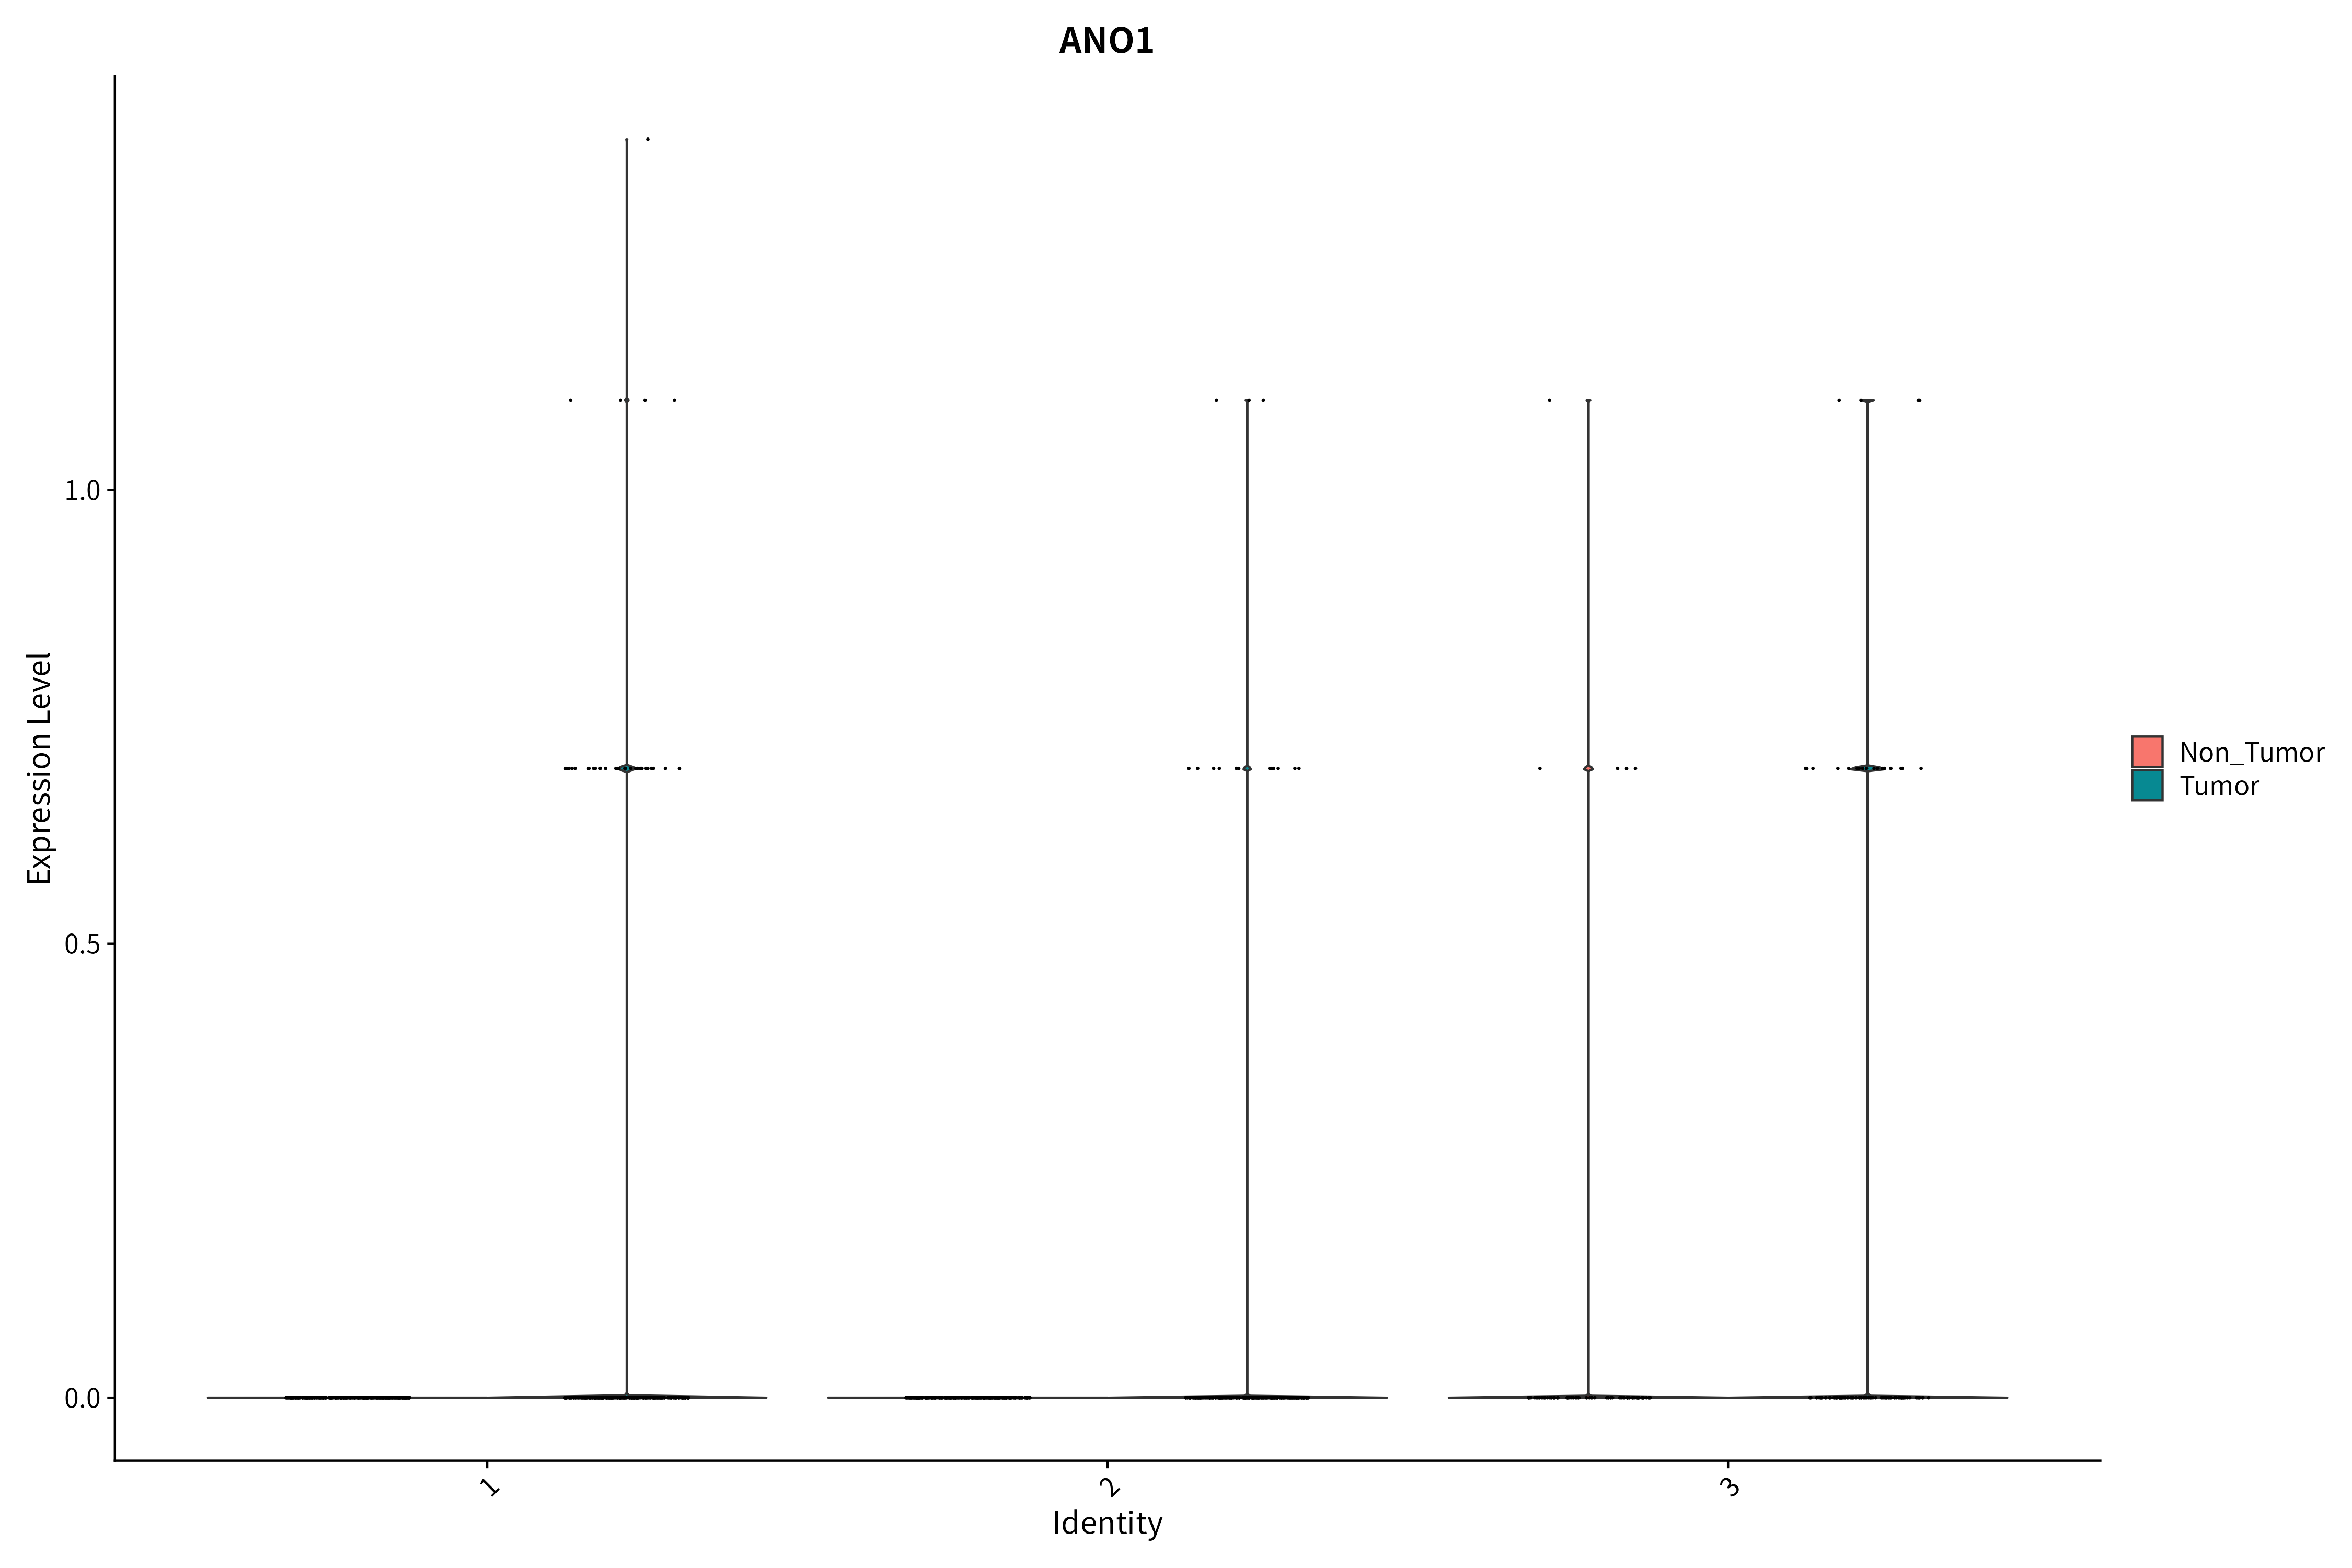 ANO1
Expression Level
1.0
0.5
0.0
1
2
3
Identity
Non_Tumor
Tumor